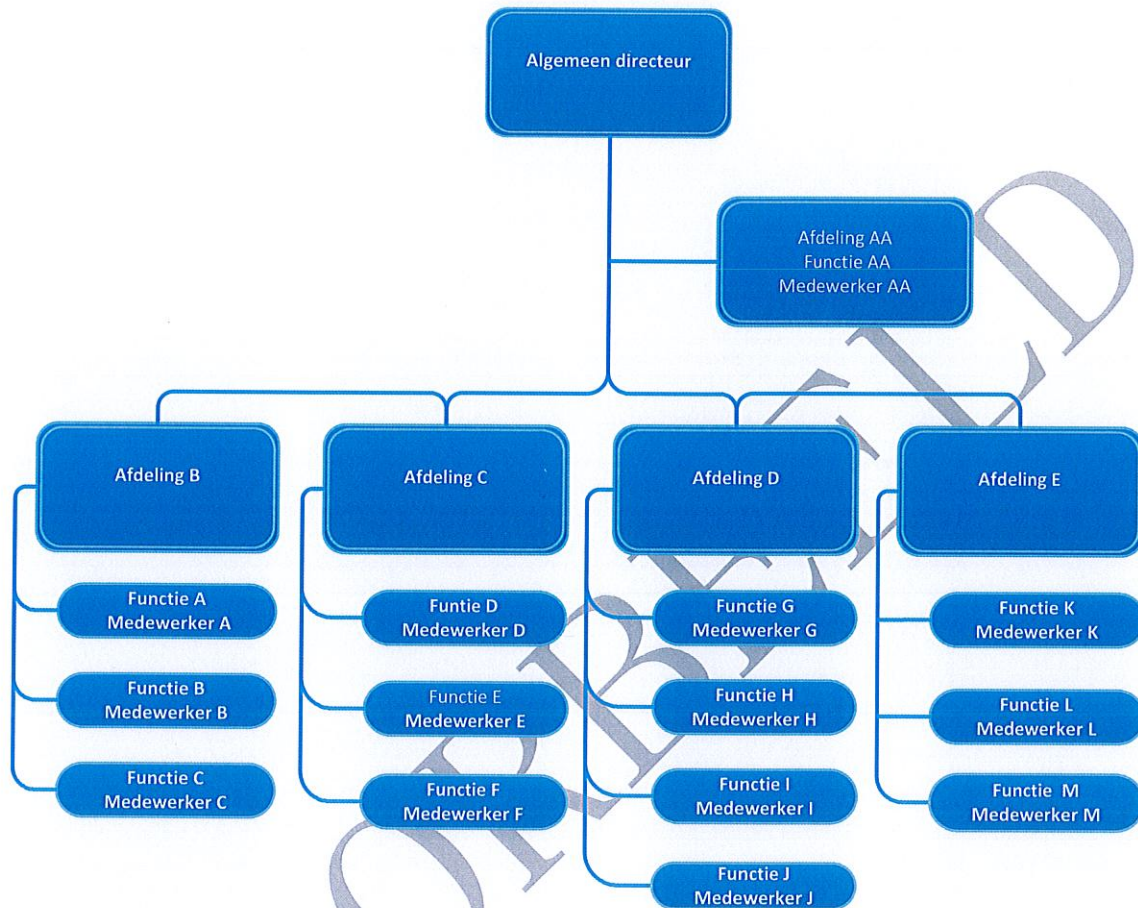 Algemeen directeur
Afdeling AA
Functie AA
Medewerker AA
Afdeling B
Functie A
Medewerker A
Functie B
Medewerker B
Functie C
Medewerker C
Afdeling C
Funtie D
Medewerker D
Functie E
Medewerker E
Functie F
Medewerker F
Afdeling D
Functie G
Medewerker G
Functie H
Medewerker H
Functie I
Medewerker I
Functie J
Medewerker J
Afdeling E
Functie K
Medewerker K
Functie L
Medewerker L
Functie M
Medewerker M